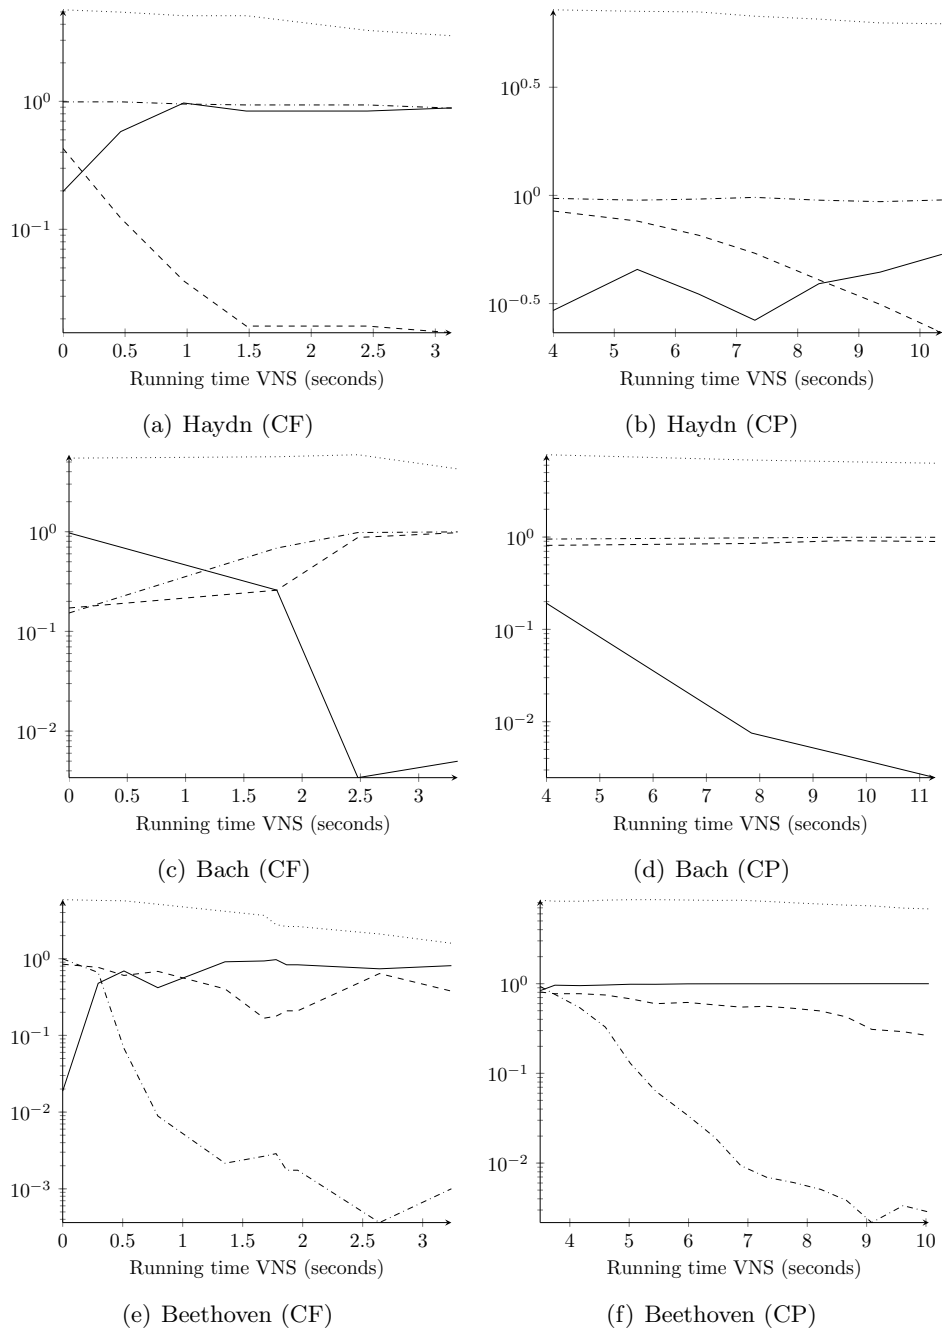 10^0
10^−1
0 0.5 1 1.5 2 2.5 3
Running time VNS (seconds)
(a) Haydn (CF)
10^0.5
10^0
10^−0.5
4 5 6 7 8 9 10
Running time VNS (seconds)
(b) Haydn (CP)
10^0
10^−1
10^−2
0 0.5 1 1.5 2 2.5 3
Running time VNS (seconds)
(c) Bach (CF)
10^0
10^−1
10^−2
4 5 6 7 8 9 10 11
Running time VNS (seconds)
(d) Bach (CP)
10^0
10^−1
10^−2
10^−3
0 0.5 1 1.5 2 2.5 3
Running time VNS (seconds)
(e) Beethoven (CF)
10^0
10^−1
10^−2
4 5 6 7 8 9 10
Running time VNS (seconds)
(f) Beethoven (CP)